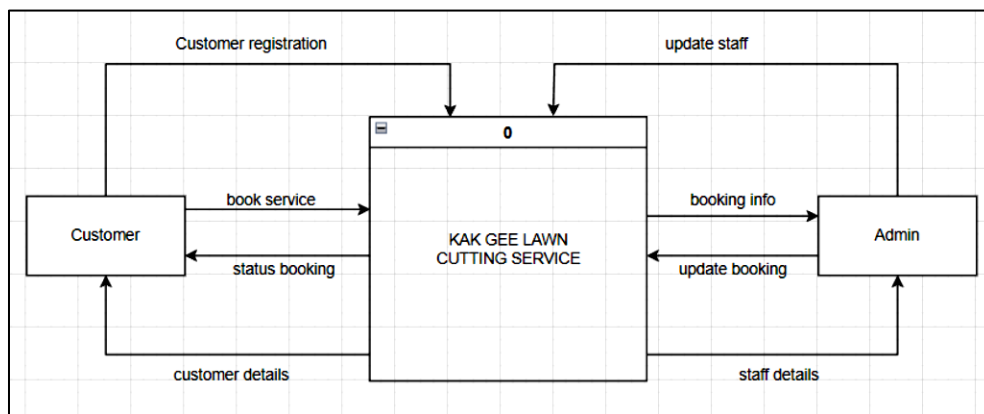 Customer registration
update staff
0
book service
booking info
Customer
KAK GEE LAWN
CUTTING SERVICE
Admin
status booking
update booking
customer details
staff details